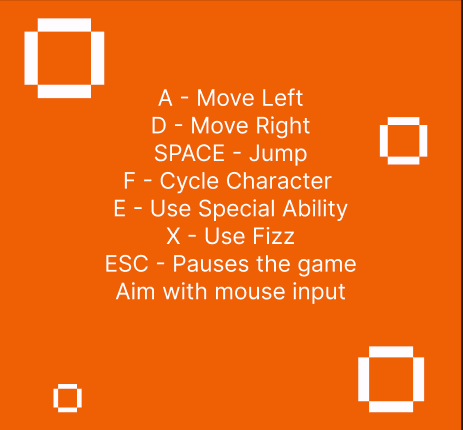 A - Move Left
D - Move Right
SPACE - Jump
F - Cycle Character
E - Use Special Ability
X - Use Fizz
ESC - Pauses the game
Aim with mouse input